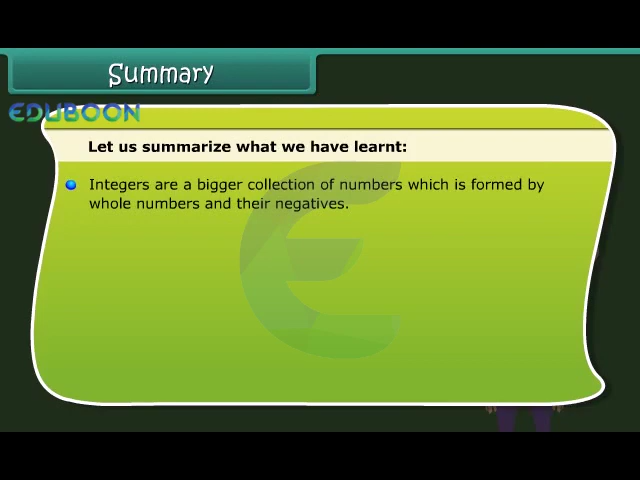 Summary
EDUBOON
Let us summarize what we have learnt:
Integers are a bigger collection of numbers which is formed by
whole numbers and their negatives.